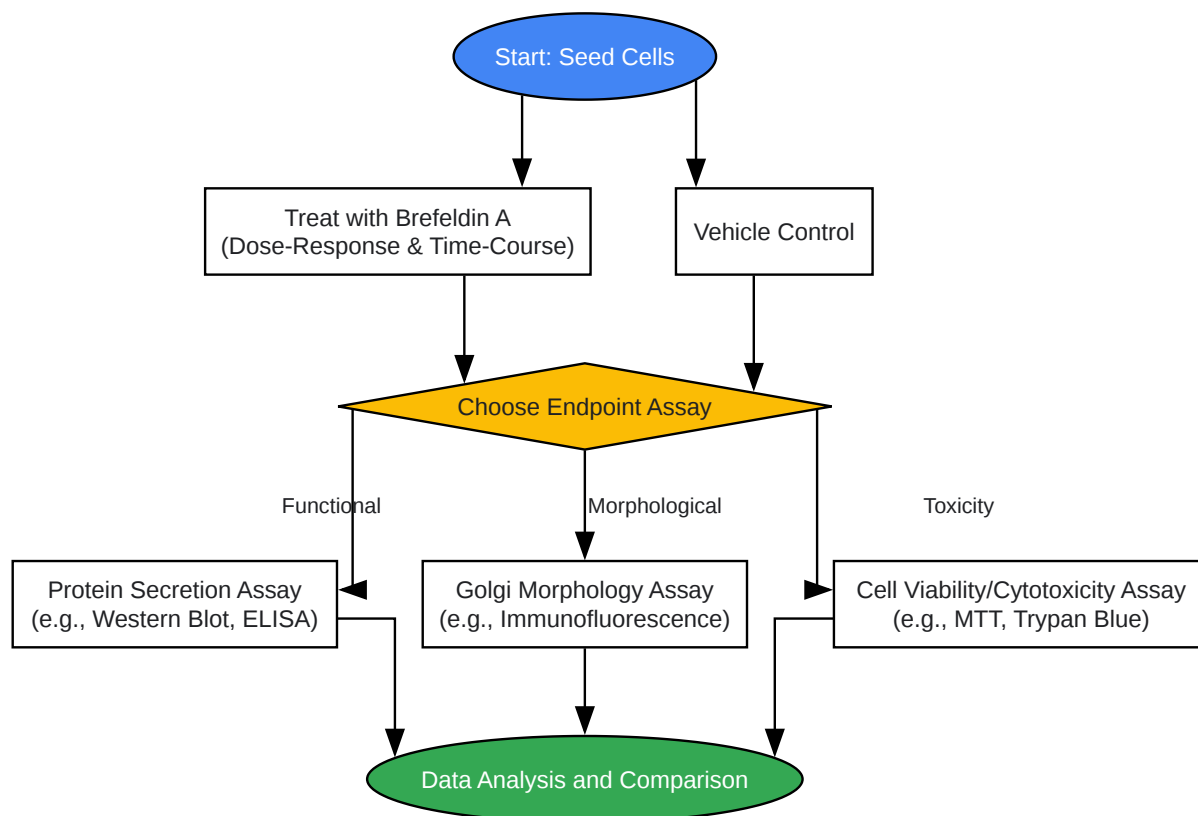 Start: Seed Cells
Treat with Brefeldin A
(Dose-Response & Time-Course)
Vehicle Control
Choose Endpoint Assay
Functional
Morphological
Toxicity
Protein Secretion Assay
(e.g., Western Blot, ELISA)
Golgi Morphology Assay
(e.g., Immunofluorescence)
Cell Viability/Cytotoxicity Assay
(e.g., MTT, Trypan Blue)
Data Analysis and Comparison